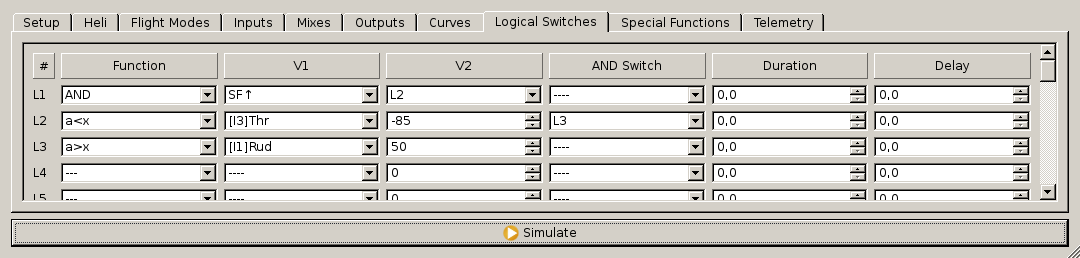 Setup Heli Flight Modes Inputs Mixes Outputs Curves Logical Switches Special Functions Telemetry
# Function V1 V2 AND Switch Duration Delay
L1 AND SF↑ L2 ---- 0,0 0,0
L2 a<x [I3]Thr -85 L3 0,0 0,0
L3 a>x [I1]Rud 50 ---- 0,0 0,0
L4 --- ---- 0 ---- 0,0 0,0
L5 --- ---- 0 ---- 0,0 0,0
Simulate